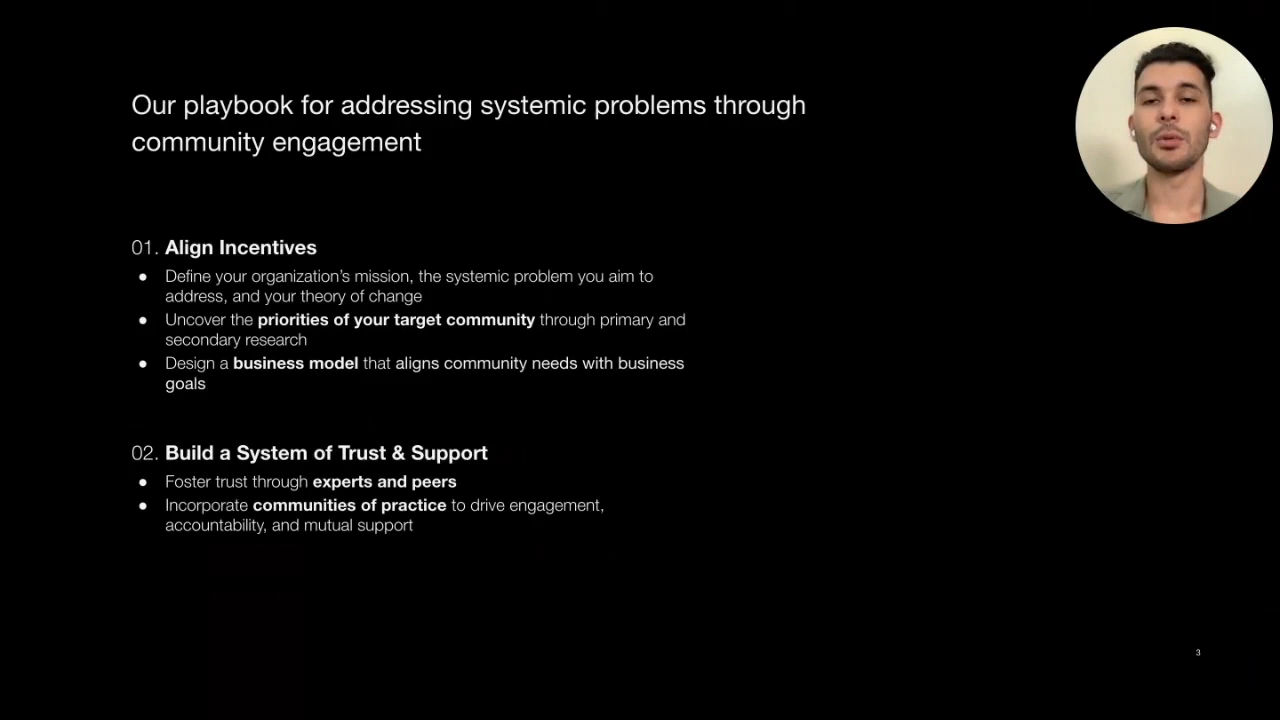 Our playbook for addressing systemic problems through
community engagement
01. Align Incentives
● Define your organization's mission, the systemic problem you aim to
address, and your theory of change
● Uncover the priorities of your target community through primary and
secondary research
● Design a business model that aligns community needs with business
goals
02. Build a System of Trust & Support
● Foster trust through experts and peers
● Incorporate communities of practice to drive engagement,
accountability, and mutual support
3